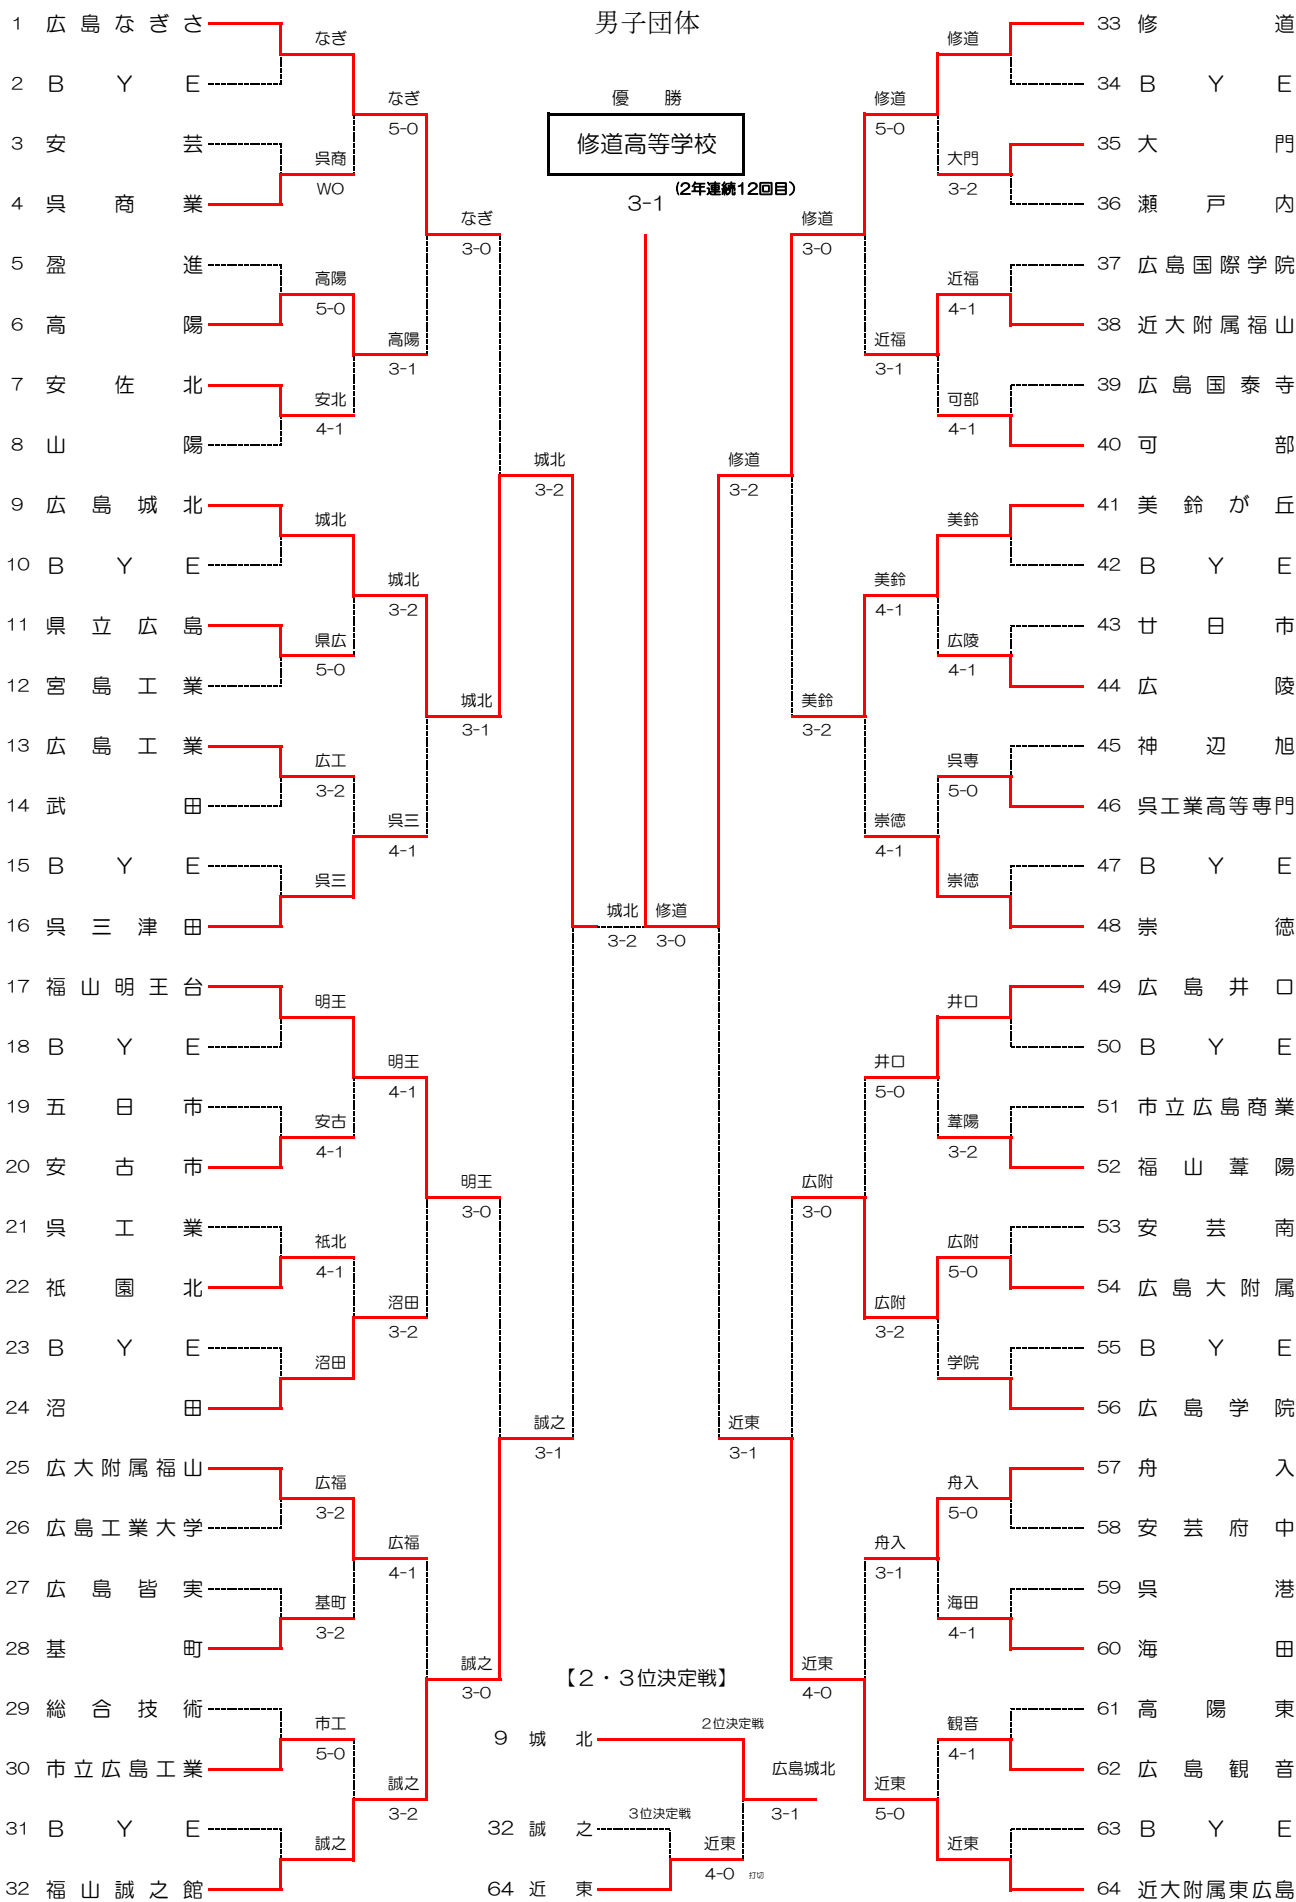 男子団体
優 勝
修道高等学校
(2年連続12回目)
3-1
1 広島なぎさ
2 BYE
3 安芸
4 呉商業
5 盈進
6 高陽
7 安佐北
8 山陽
9 広島城北
10 BYE
11 県立広島
12 宮島工業
13 広島工業
14 武田
15 BYE
16 呉三津田
17 福山明王台
18 BYE
19 五日市
20 安古市
21 呉工業
22 祇園北
23 BYE
24 沼田
25 広大附属福山
26 広島工業大学
27 広島皆実
28 基町
29 総合技術
30 市立広島工業
31 BYE
32 福山誠之館
なぎ
呉商
WO
高陽
5-0
安北
4-1
城北
県広
5-0
広工
3-2
呉三
明王
安古
4-1
祇北
4-1
沼田
広福
3-2
基町
3-2
市工
5-0
誠之
なぎ
5-0
高陽
3-1
城北
3-2
呉三
4-1
明王
4-1
沼田
3-2
広福
4-1
誠之
3-2
なぎ
3-0
城北
3-1
明王
3-0
誠之
3-0
城北
3-2
誠之
3-1
城北
3-2
修道
3-0
修道
3-2
近東
3-1
修道
3-0
美鈴
3-2
広附
3-0
近東
4-0
修道
5-0
近福
3-1
美鈴
4-1
崇徳
4-1
井口
5-0
広附
3-2
舟入
3-1
近東
5-0
修道
大門
3-2
近福
4-1
可部
4-1
美鈴
広陵
4-1
呉専
5-0
崇徳
井口
葦陽
3-2
広附
5-0
学院
舟入
5-0
海田
4-1
観音
4-1
近東
33 修道
34 BYE
35 大門
36 瀬戸内
37 広島国際学院
38 近大附属福山
39 広島国泰寺
40 可部
41 美鈴が丘
42 BYE
43 廿日市
44 広陵
45 神辺旭
46 呉工業高等専門
47 BYE
48 崇徳
49 広島井口
50 BYE
51 市立広島商業
52 福山葦陽
53 安芸南
54 広島大附属
55 BYE
56 広島学院
57 舟入
58 安芸府中
59 呉港
60 海田
61 高陽東
62 広島観音
63 BYE
64 近大附属東広島
【2・3位決定戦】
9 城北
2位決定戦
広島城北
3-1
32 誠之
3位決定戦
近東
4-0 打切
64 近東